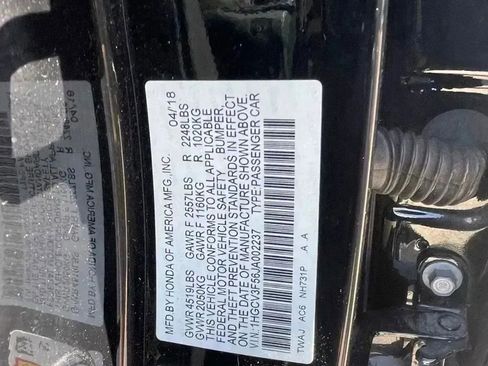 MFD. BY HONDA OF AMERICA MFG., INC. 04/18
GVWR 4519LBS GAWR F 2557LBS R 2248LBS
GVWR 2050KG GAWR F 1160KG R 1020KG
THIS VEHICLE CONFORMS TO ALL APPLICABLE
FEDERAL MOTOR VEHICLE SAFETY, BUMPER,
AND THEFT PREVENTION STANDARDS IN EFFECT
ON THE DATE OF MANUFACTURE SHOWN ABOVE.
V.I.N.: 1HGCV3F56JA002237 TYPE:PASSENGER CAR
TWAJ AC6 NH731P A A